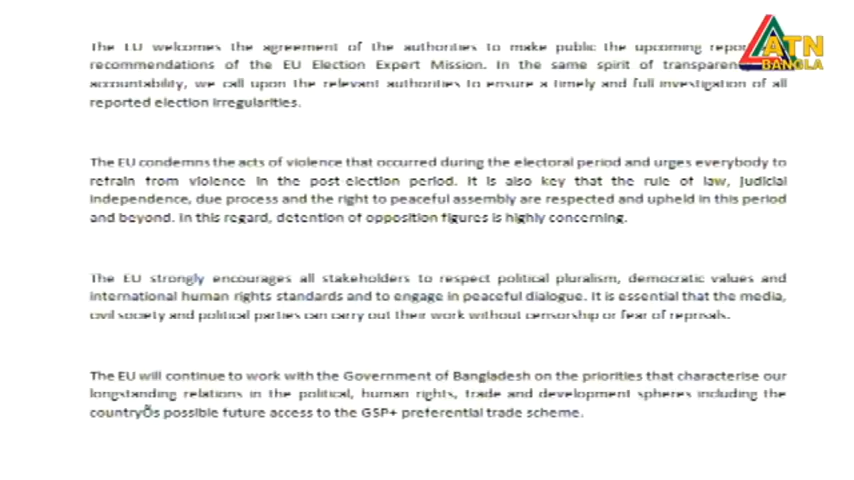 The EU welcomes the agreement of the authorities to make public the upcoming
recommendations of the EU Election Expert Mission. In the same spirit of
accountability, we call upon the relevant authorities to ensure a timely and full investigation of all
reported election irregularities.
The EU condemns the acts of violence that occurred during the electoral period and urges everybody to
refrain from violence in the post-election period. It is also key that the rule of law, judicial
independence, due process and the right to peaceful assembly are respected and upheld in this period
and beyond. In this regard, detention of opposition figures is highly concerning.
The EU strongly encourages all stakeholders to respect political pluralism, democratic values and
international human rights standards and to engage in peaceful dialogue. It is essential that the media,
civil society and political parties can carry out their work without censorship or fear of reprisals.
The EU will continue to work with the Government of Bangladesh on the priorities that characterise our
longstanding relations in the political, human rights, trade and development spheres including the
countryÕs possible future access to the GSP+ preferential trade scheme.
ATN
BANGLA